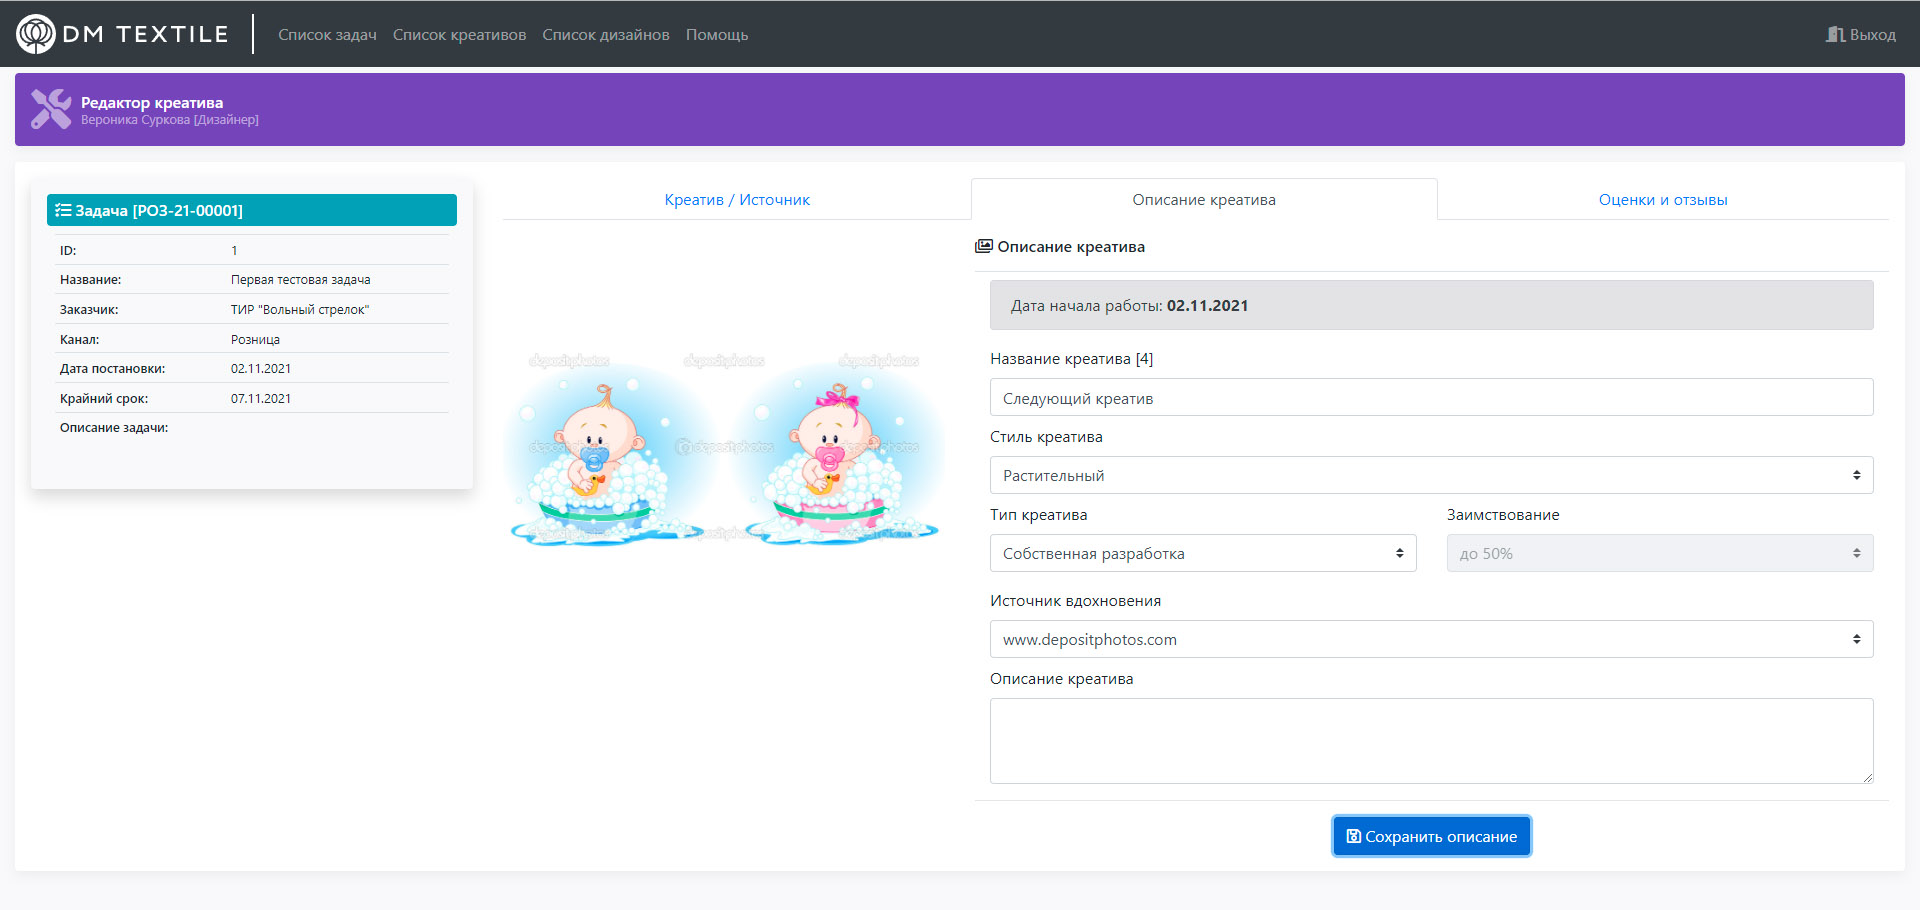 DM TEXTILE
Список задач Список креативов Список дизайнов Помощь
Выход
Редактор креатива
Вероника Суркова [Дизайнер]
Задача [РОЗ-21-00001]
ID: 1
Название: Первая тестовая задача
Заказчик: ТИР "Вольный стрелок"
Канал: Розница
Дата постановки: 02.11.2021
Крайний срок: 07.11.2021
Описание задачи:
Креатив / Источник
Описание креатива
Оценки и отзывы
depositphotos depositphotos depositphotos
depositphotos depositphotos depositphotos
depositphotos depositphotos depositphotos
Описание креатива
Дата начала работы: 02.11.2021
Название креатива [4]
Следующий креатив
Стиль креатива
Растительный
Тип креатива
Собственная разработка
Заимствование
до 50%
Источник вдохновения
www.depositphotos.com
Описание креатива
Сохранить описание